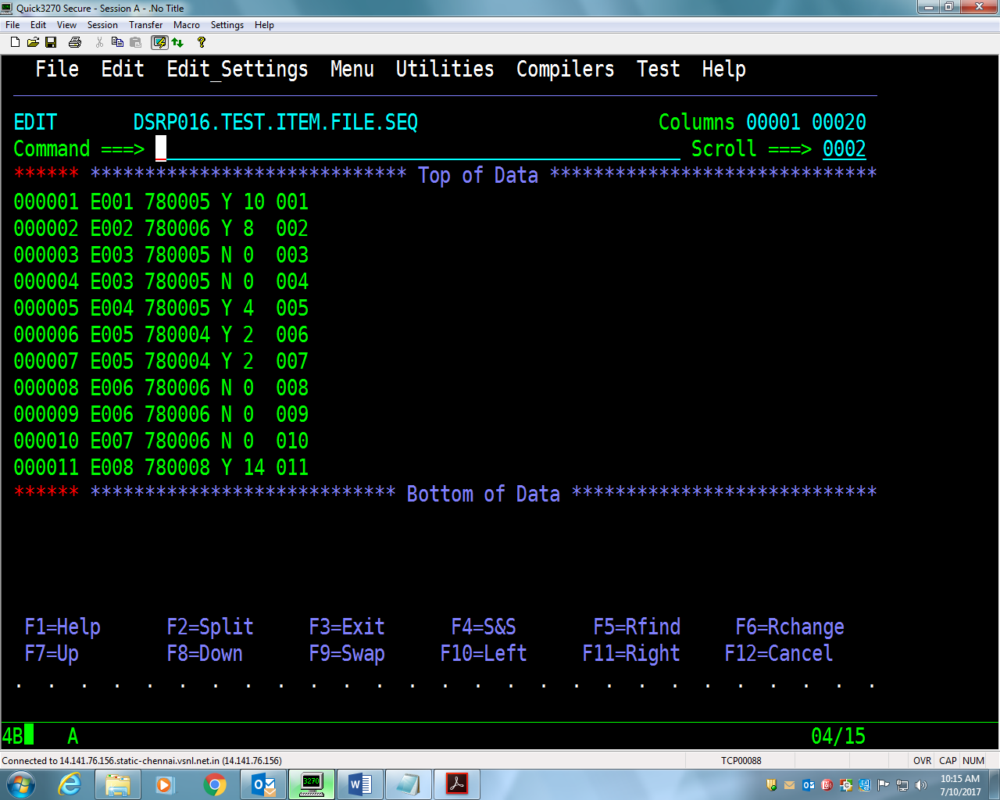 Quick3270 Secure - Session A - .No Title
File Edit View Session Transfer Macro Settings Help
File Edit Edit_Settings Menu Utilities Compilers Test Help
EDIT DSRP016.TEST.ITEM.FILE.SEQ Columns 00001 00020
Command ===> Scroll ===> 0002
****** ***************************** Top of Data ******************************
000001 E001 780005 Y 10 001
000002 E002 780006 Y 8 002
000003 E003 780005 N 0 003
000004 E003 780005 N 0 004
000005 E004 780005 Y 4 005
000006 E005 780004 Y 2 006
000007 E005 780004 Y 2 007
000008 E006 780006 N 0 008
000009 E006 780006 N 0 009
000010 E007 780006 N 0 010
000011 E008 780008 Y 14 011
****** **************************** Bottom of Data ****************************
F1=Help F2=Split F3=Exit F4=S&S F5=Rfind F6=Rchange
F7=Up F8=Down F9=Swap F10=Left F11=Right F12=Cancel
. . . . . . . . . . . . . . . . . . . . . . . . . . .
4B A 04/15
Connected to 14.141.76.156.static-chennai.vsnl.net.in (14.141.76.156) TCP00088 OVR CAP NUM
3270
10:15 AM
7/10/2017